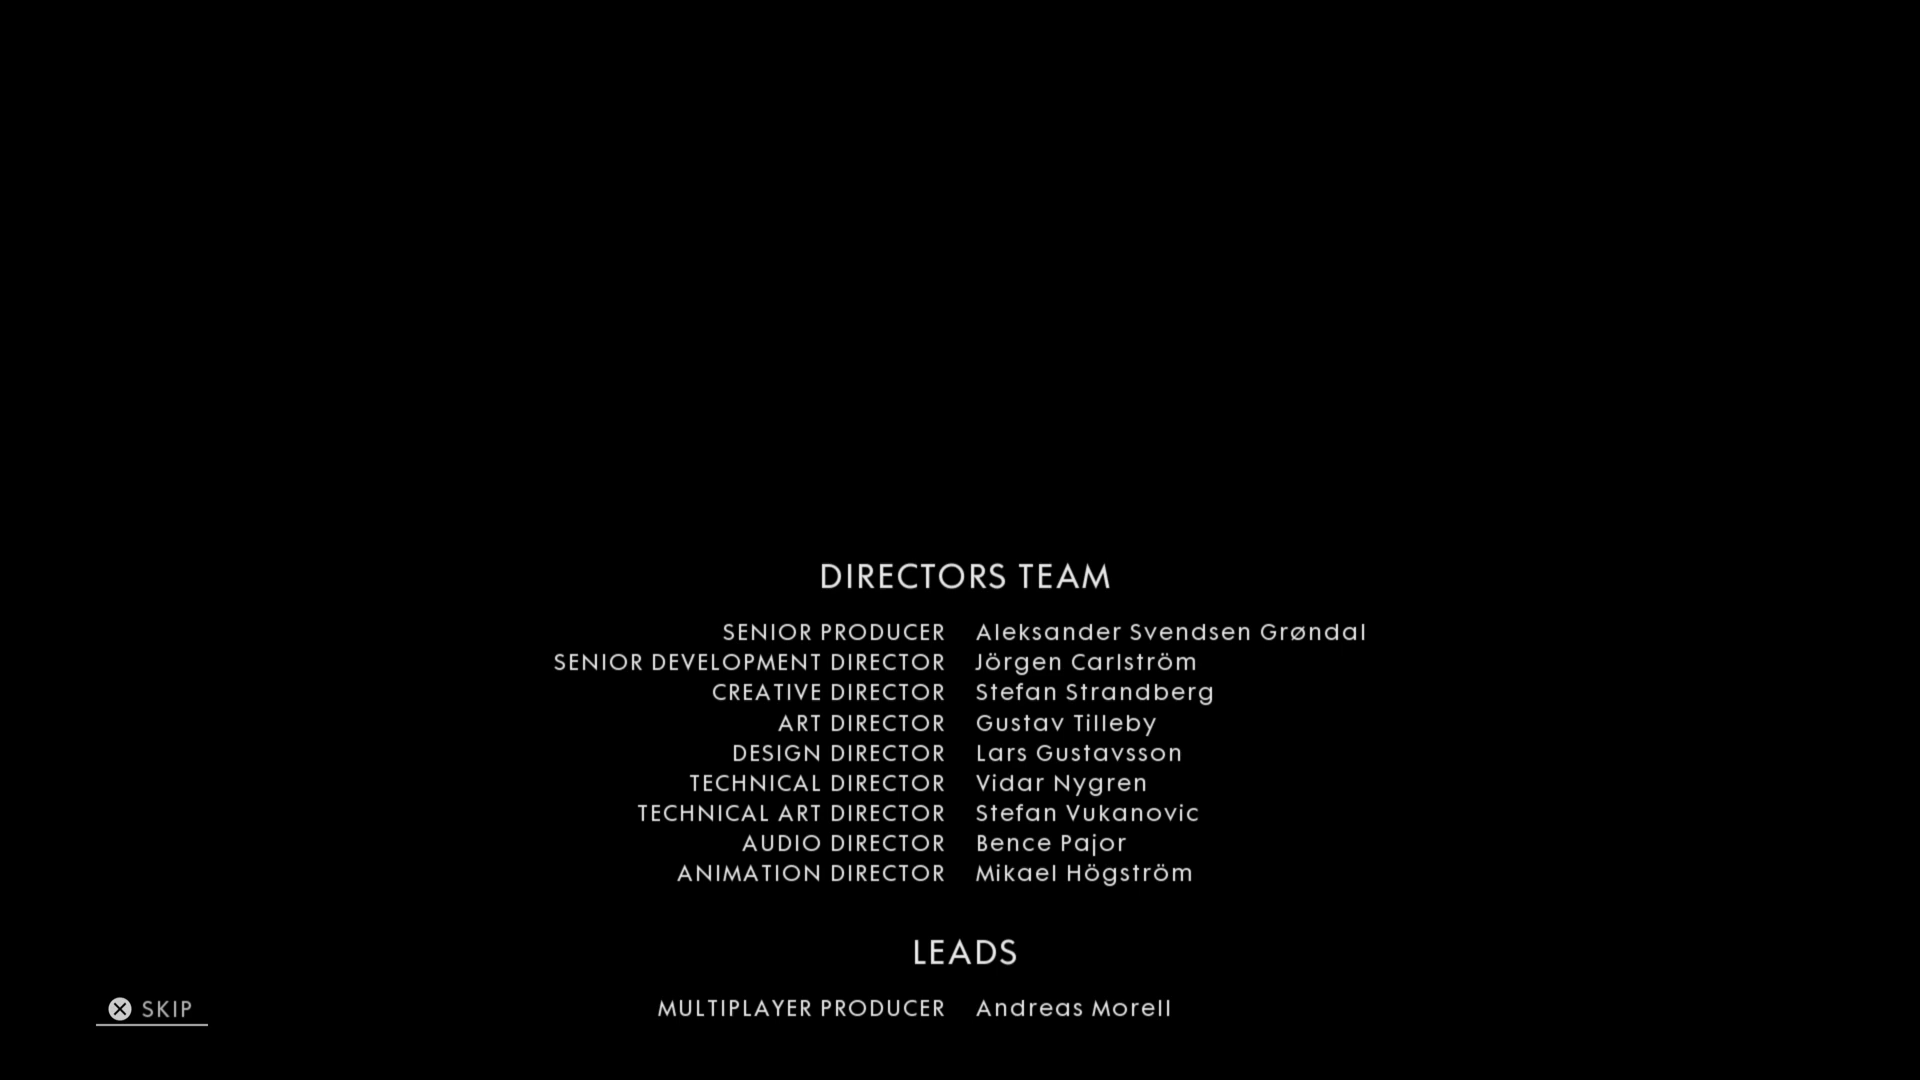 DIRECTORS TEAM
SENIOR PRODUCER Aleksander Svendsen Grøndal
SENIOR DEVELOPMENT DIRECTOR Jörgen Carlström
CREATIVE DIRECTOR Stefan Strandberg
ART DIRECTOR Gustav Tilleby
DESIGN DIRECTOR Lars Gustavsson
TECHNICAL DIRECTOR Vidar Nygren
TECHNICAL ART DIRECTOR Stefan Vukanovic
AUDIO DIRECTOR Bence Pajor
ANIMATION DIRECTOR Mikael Högström
LEADS
MULTIPLAYER PRODUCER Andreas Morell
SKIP